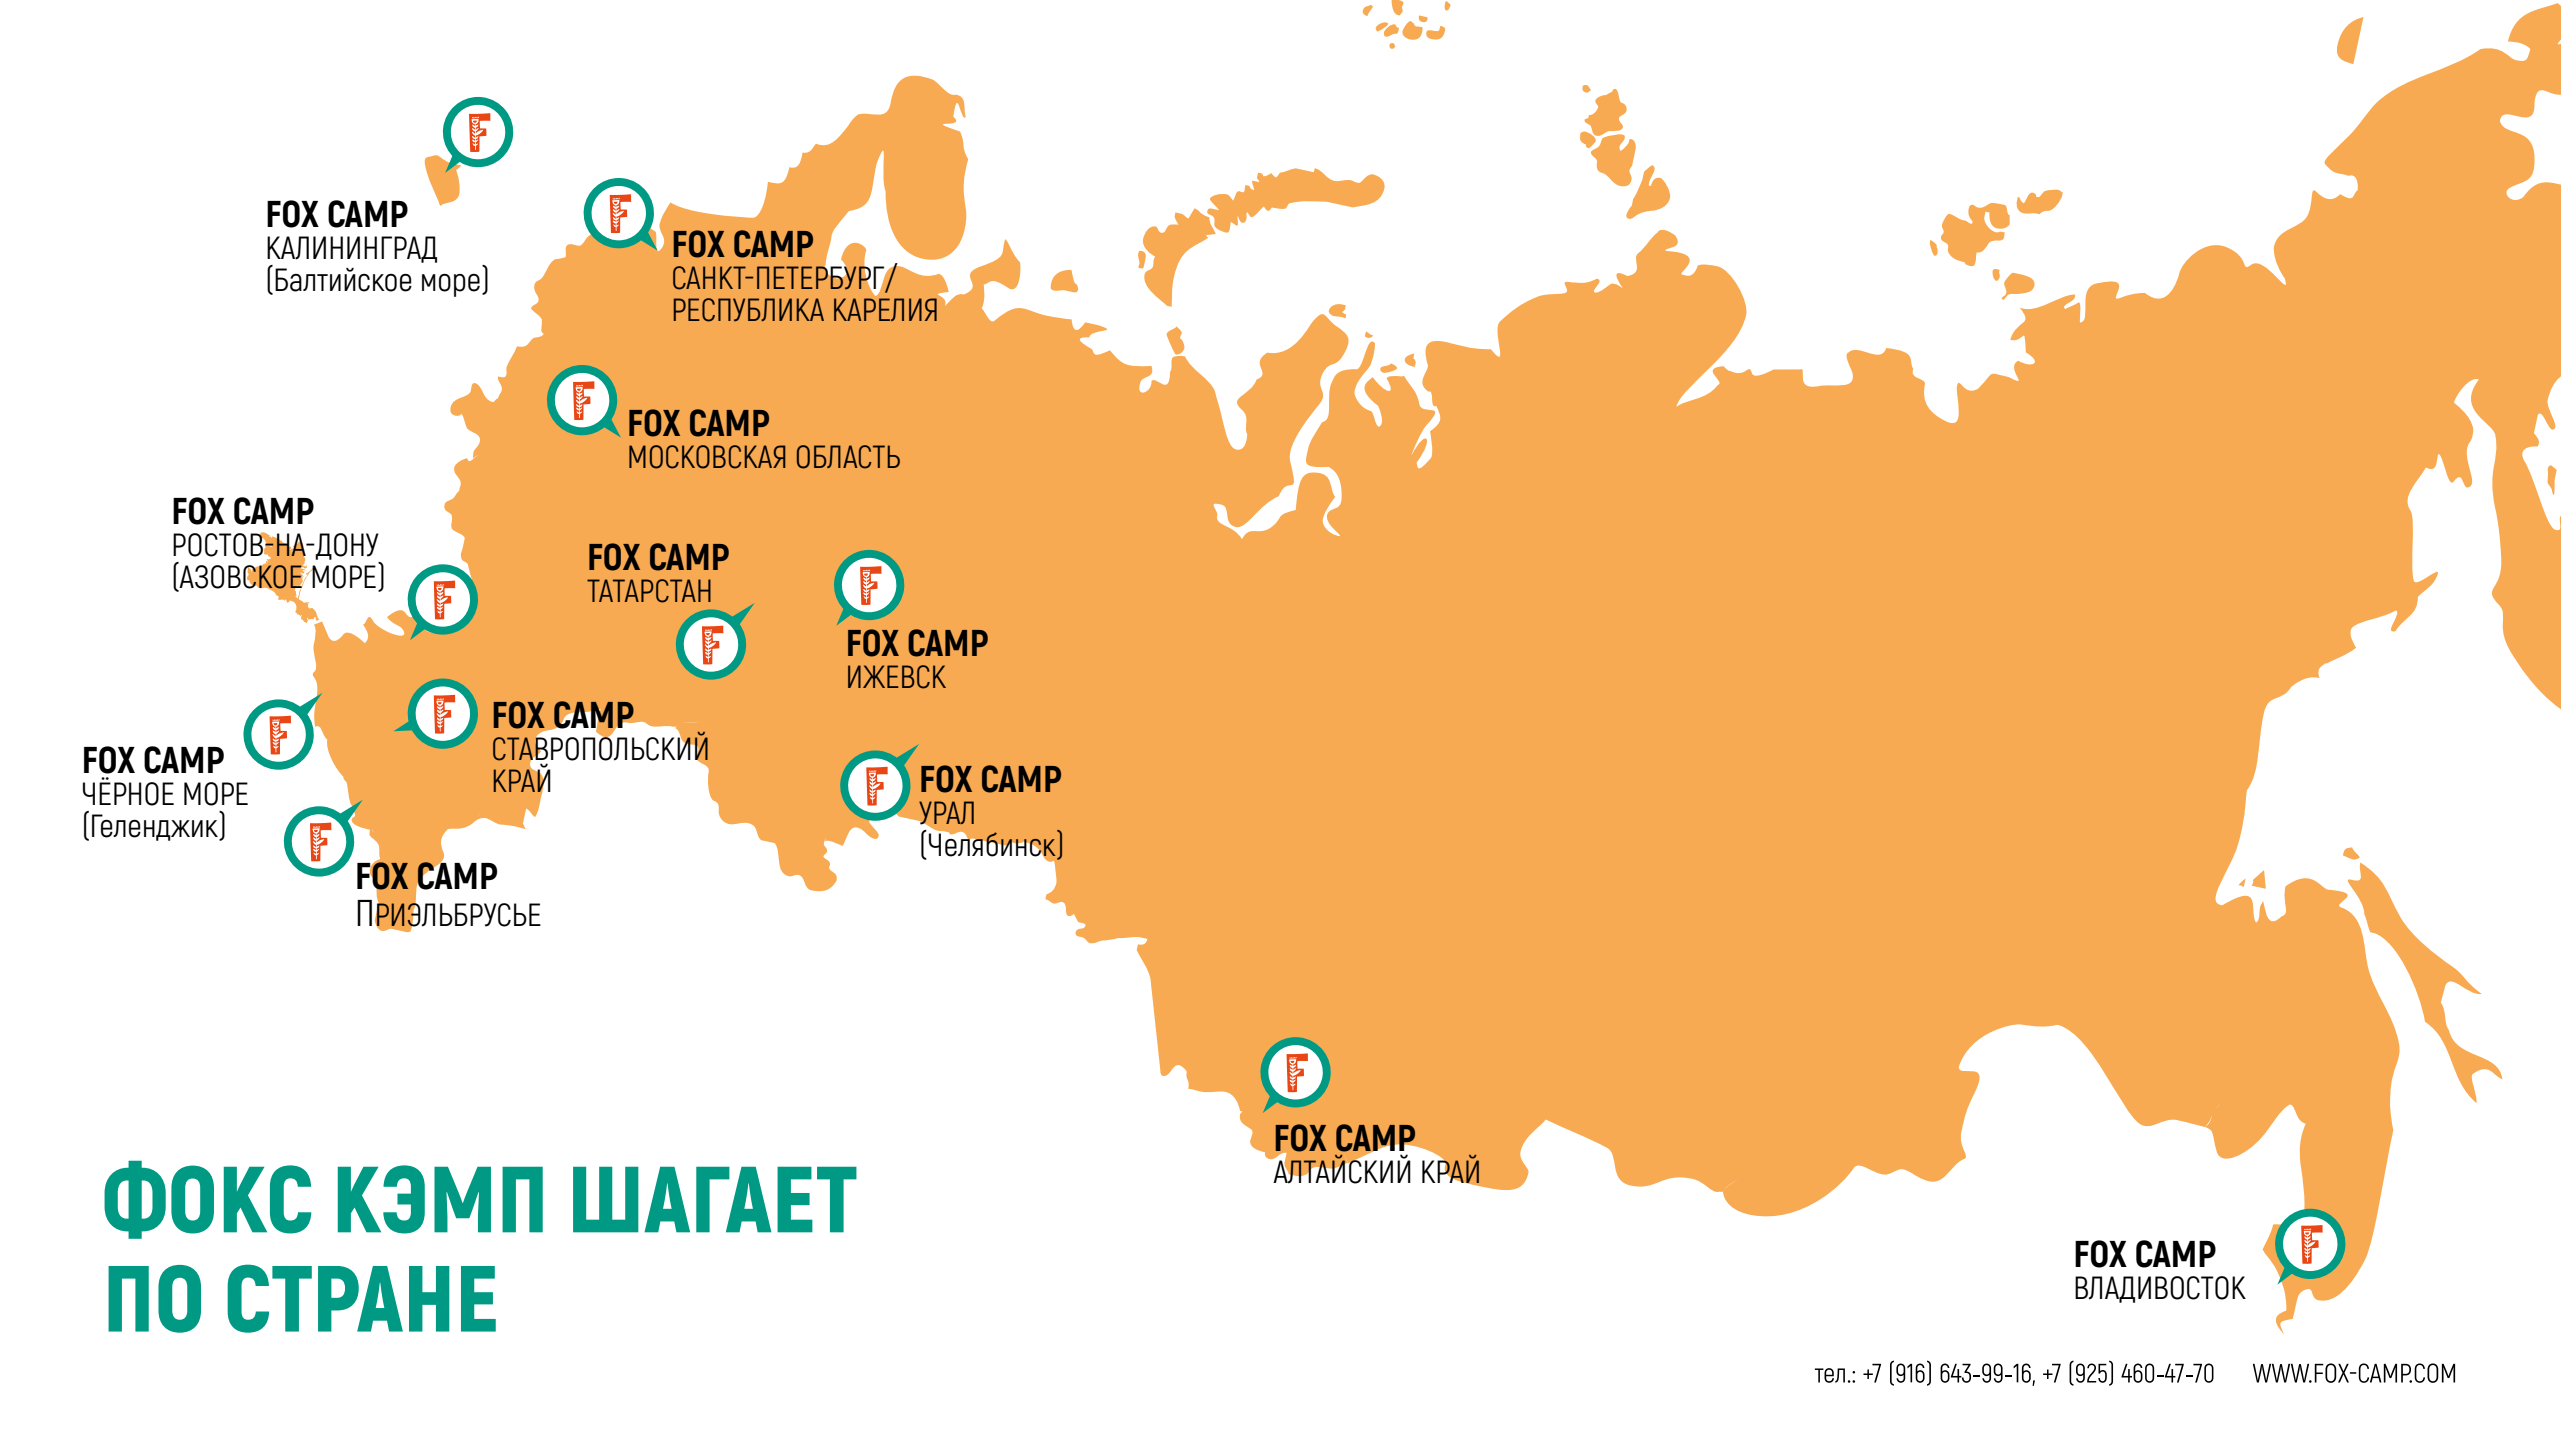 FOX CAMP
КАЛИНИНГРАД
(Балтийское море)
FOX CAMP
САНКТ-ПЕТЕРБУРГ/
РЕСПУБЛИКА КАРЕЛИЯ
FOX CAMP
МОСКОВСКАЯ ОБЛАСТЬ
FOX CAMP
РОСТОВ-НА-ДОНУ
(АЗОВСКОЕ МОРЕ)
FOX CAMP
ТАТАРСТАН
FOX CAMP
ИЖЕВСК
FOX CAMP
СТАВРОПОЛЬСКИЙ
КРАЙ
FOX CAMP
ЧЁРНОЕ МОРЕ
(Геленджик)
FOX CAMP
УРАЛ
(Челябинск)
FOX CAMP
ПРИЭЛЬБРУСЬЕ
FOX CAMP
АЛТАЙСКИЙ КРАЙ
FOX CAMP
ВЛАДИВОСТОК
ФОКС КЭМП ШАГАЕТ
ПО СТРАНЕ
тел.: +7 (916) 643-99-16, +7 (925) 460-47-70 WWW.FOX-CAMP.COM